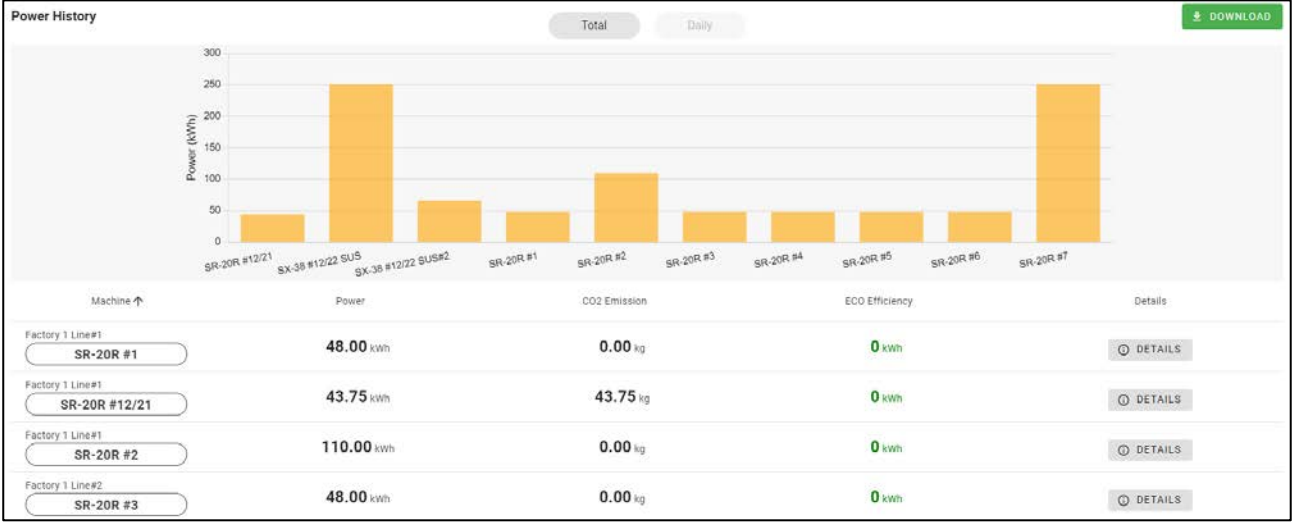 Power History
Total
Daily
DOWNLOAD
300
250
200
150
100
50
0
Power (kWh)
SR-20R #12/21
SX-38 #12/22 SUS
SX-38 #12/22 SUS#2
SR-20R #1
SR-20R #2
SR-20R #3
SR-20R #4
SR-20R #5
SR-20R #6
SR-20R #7
Machine Power CO2 Emission ECO Efficiency Details
Factory 1 Line#1
SR-20R #1 48.00 kWh 0.00 kg 0 kWh DETAILS
Factory 1 Line#1
SR-20R #12/21 43.75 kWh 43.75 kg 0 kWh DETAILS
Factory 1 Line#1
SR-20R #2 110.00 kWh 0.00 kg 0 kWh DETAILS
Factory 1 Line#2
SR-20R #3 48.00 kWh 0.00 kg 0 kWh DETAILS